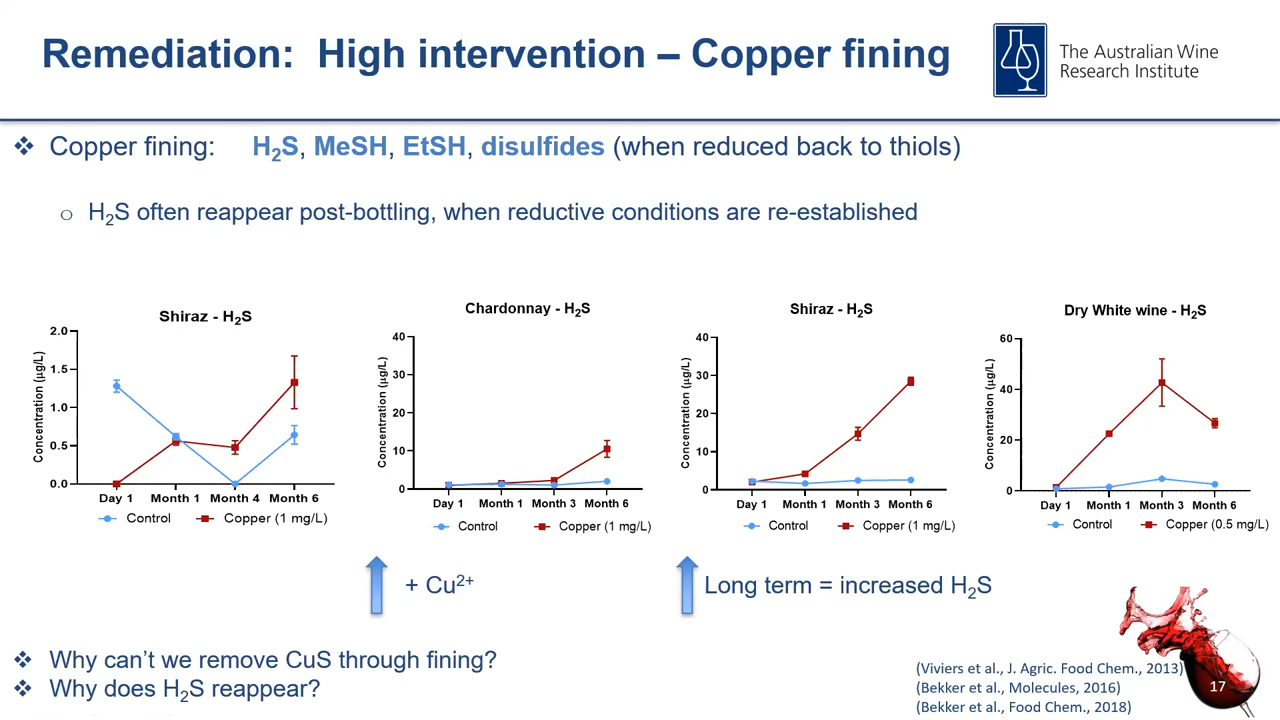 Remediation: High intervention – Copper fining
The Australian Wine
Research Institute
❖ Copper fining: H₂S, MeSH, EtSH, disulfides (when reduced back to thiols)
o H₂S often reappear post-bottling, when reductive conditions are re-established
Shiraz - H₂S
Concentration (µg/L)
2.0
1.5
1.0
0.5
0.0
Day 1 Month 1 Month 4 Month 6
Control Copper (1 mg/L)
Chardonnay - H₂S
Concentration (µg/L)
40
30
20
10
0
Day 1 Month 1 Month 3 Month 6
Control Copper (1 mg/L)
Shiraz - H₂S
Concentration (µg/L)
40
30
20
10
0
Day 1 Month 1 Month 3 Month 6
Control Copper (1 mg/L)
Dry White wine - H₂S
Concentration (µg/L)
60
40
20
0
Day 1 Month 1 Month 3 Month 6
Control Copper (0.5 mg/L)
+ Cu²⁺
Long term = increased H₂S
❖ Why can’t we remove CuS through fining?
❖ Why does H₂S reappear?
(Viviers et al., J. Agric. Food Chem., 2013)
(Bekker et al., Molecules, 2016)
(Bekker et al., Food Chem., 2018)
17